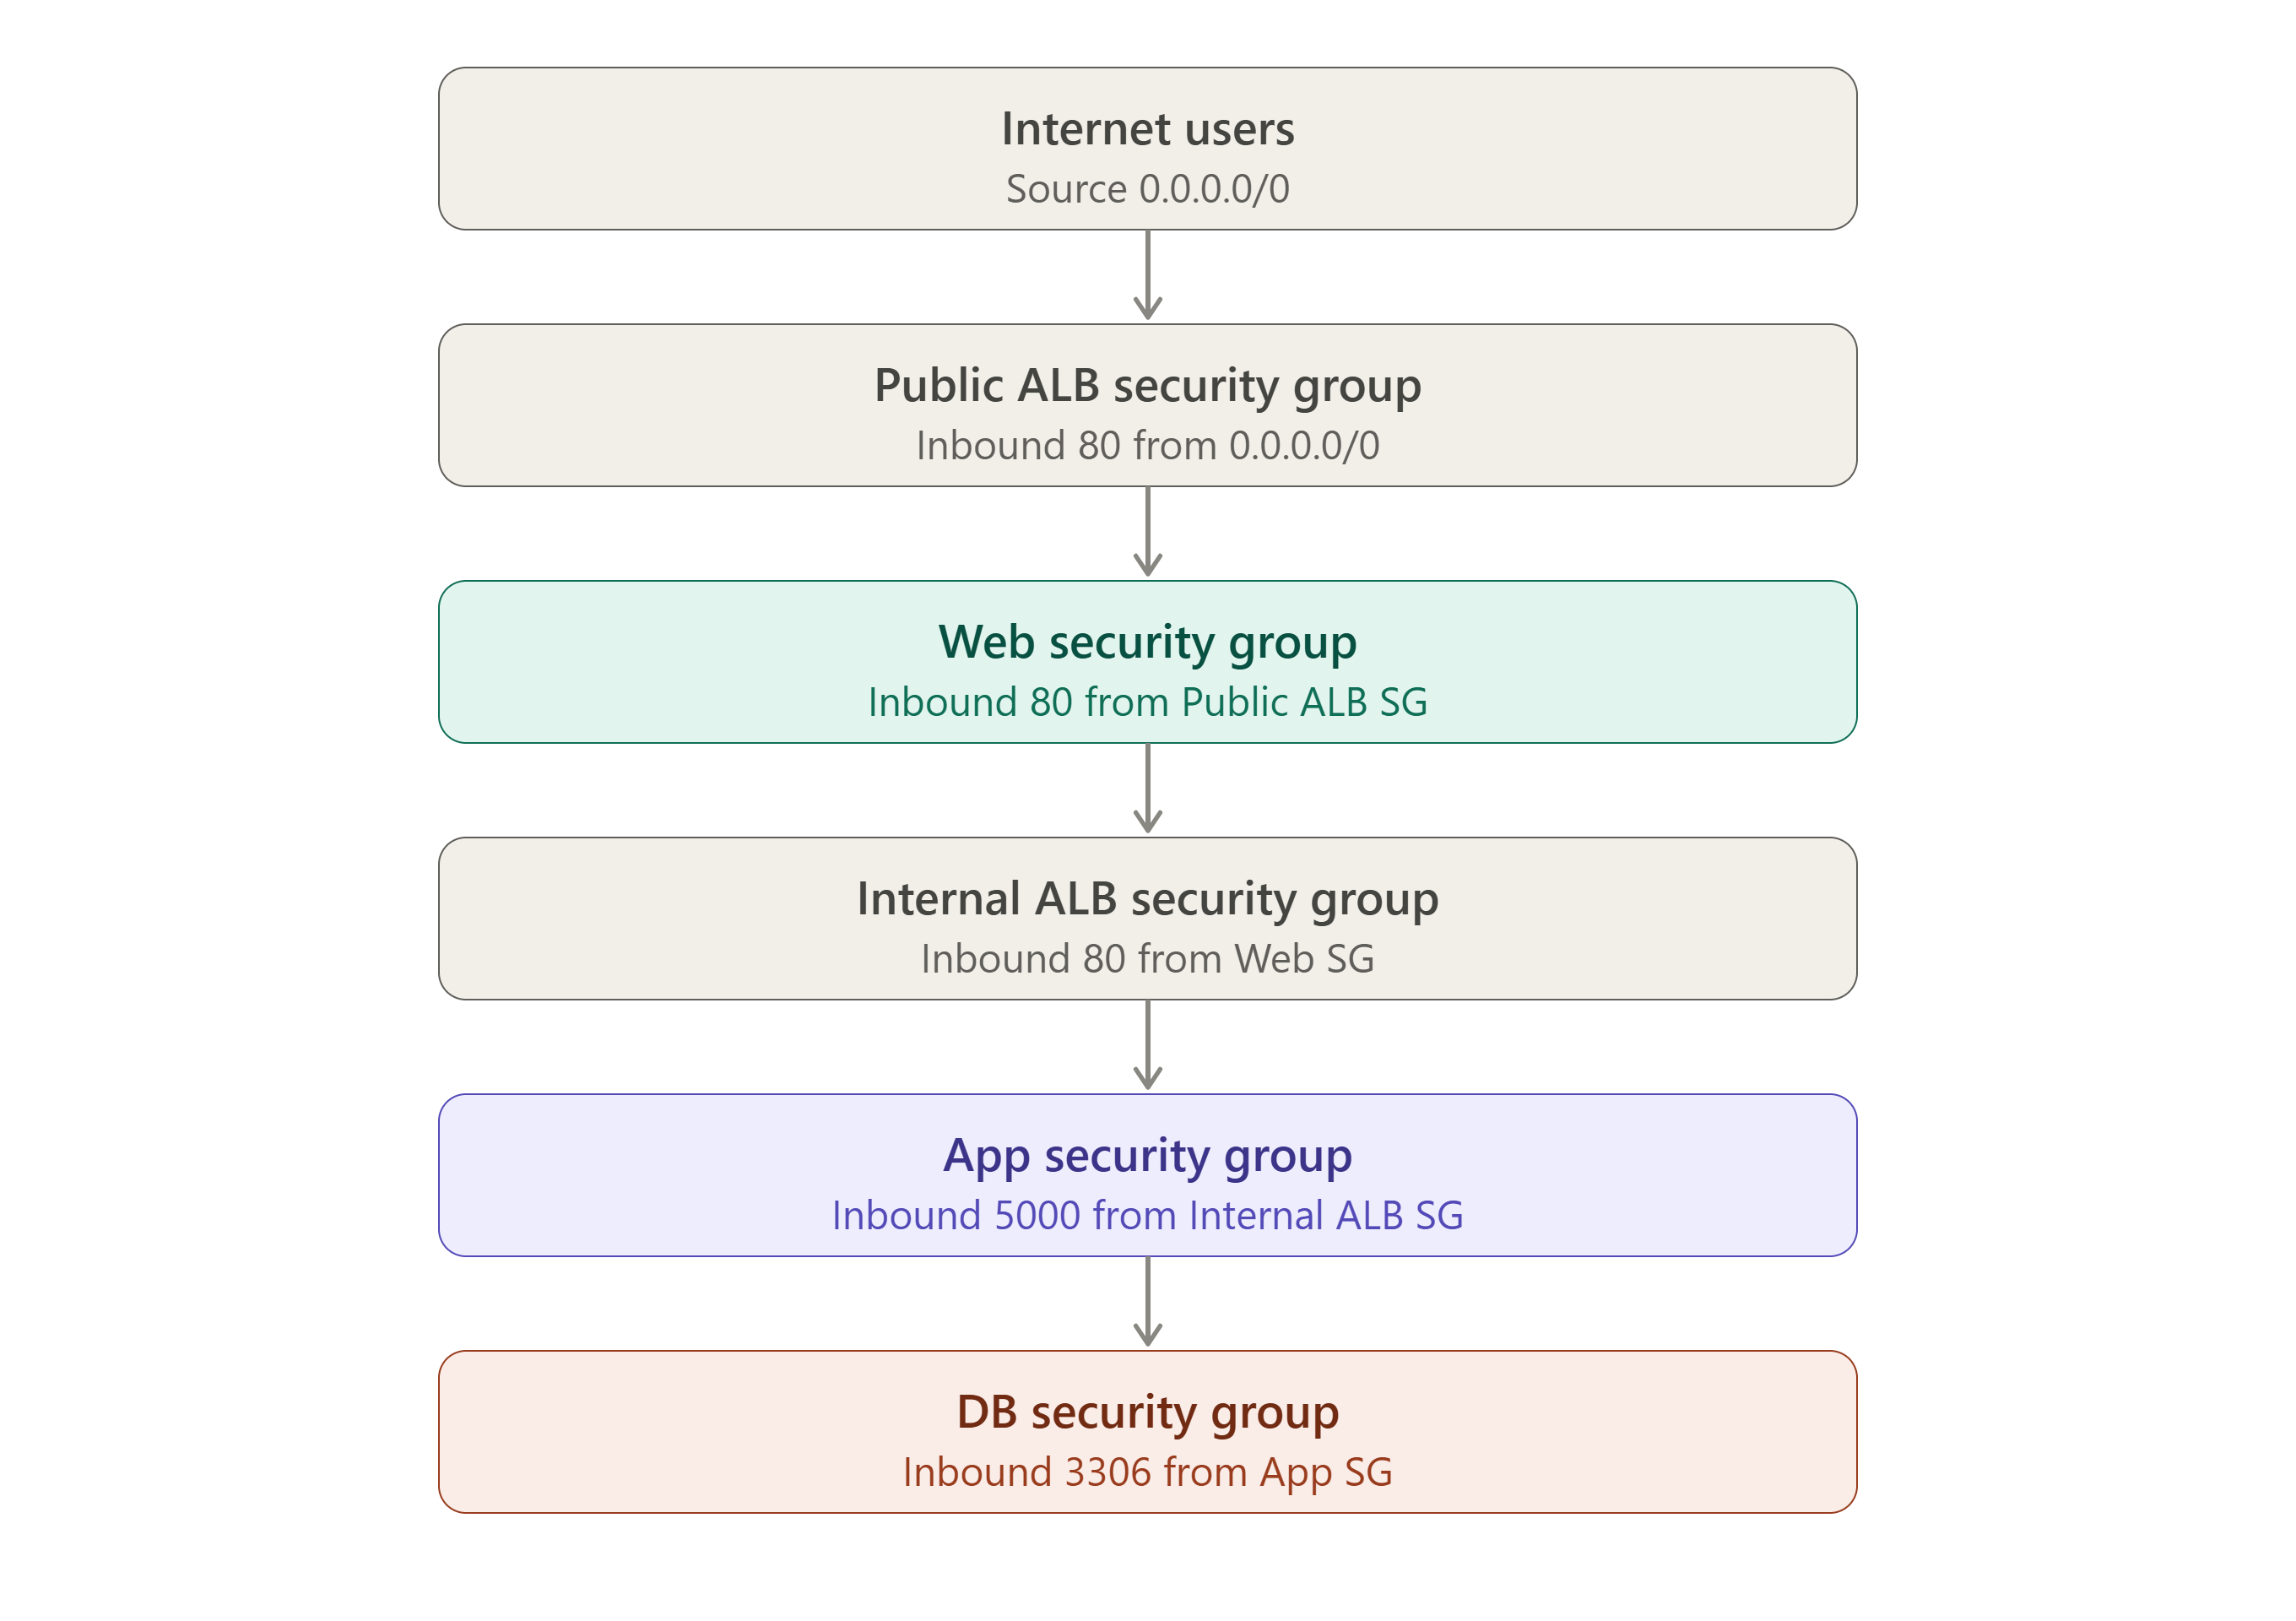 Internet users
Source 0.0.0.0/0
Public ALB security group
Inbound 80 from 0.0.0.0/0
Web security group
Inbound 80 from Public ALB SG
Internal ALB security group
Inbound 80 from Web SG
App security group
Inbound 5000 from Internal ALB SG
DB security group
Inbound 3306 from App SG